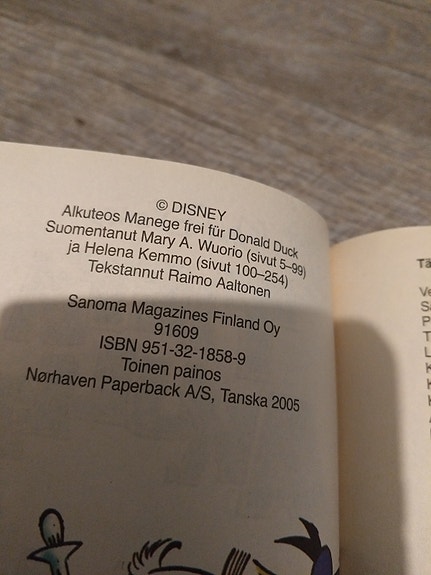 © DISNEY
Alkuteos Manege frei für Donald Duck
Suomentanut Mary A. Wuorio (sivut 5–99)
ja Helena Kemmo (sivut 100–254)
Tekstannut Raimo Aaltonen
Sanoma Magazines Finland Oy
91609
ISBN 951-32-1858-9
Toinen painos
Nørhaven Paperback A/S, Tanska 2005